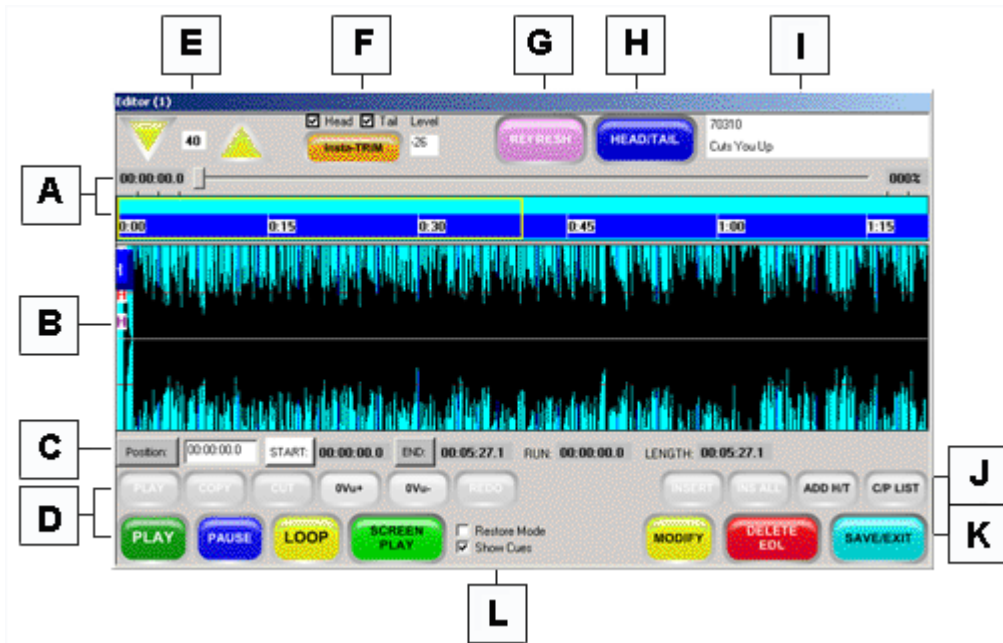 E F G H I
Editor (1)
40
Head Tail Level
Insta-TRIM -26
REFRESH HEAD/TAIL
70310
Cuts You Up
A
00:00:00.0 000%
0:00 0:15 0:30 0:45 1:00 1:15
H
H
B
H
C
Position: 00:00:00.0 START: 00:00:00.0 END: 00:05:27.1 RUN: 00:00:00.0 LENGTH: 00:05:27.1
J
PLAY COPY CUT 0Vu+ 0Vu- REDO INSERT INS ALL ADD H/T C/P LIST
D
PLAY PAUSE LOOP SCREEN PLAY
Restore Mode
Show Cues
MODIFY DELETE EDL SAVE/EXIT
K
L